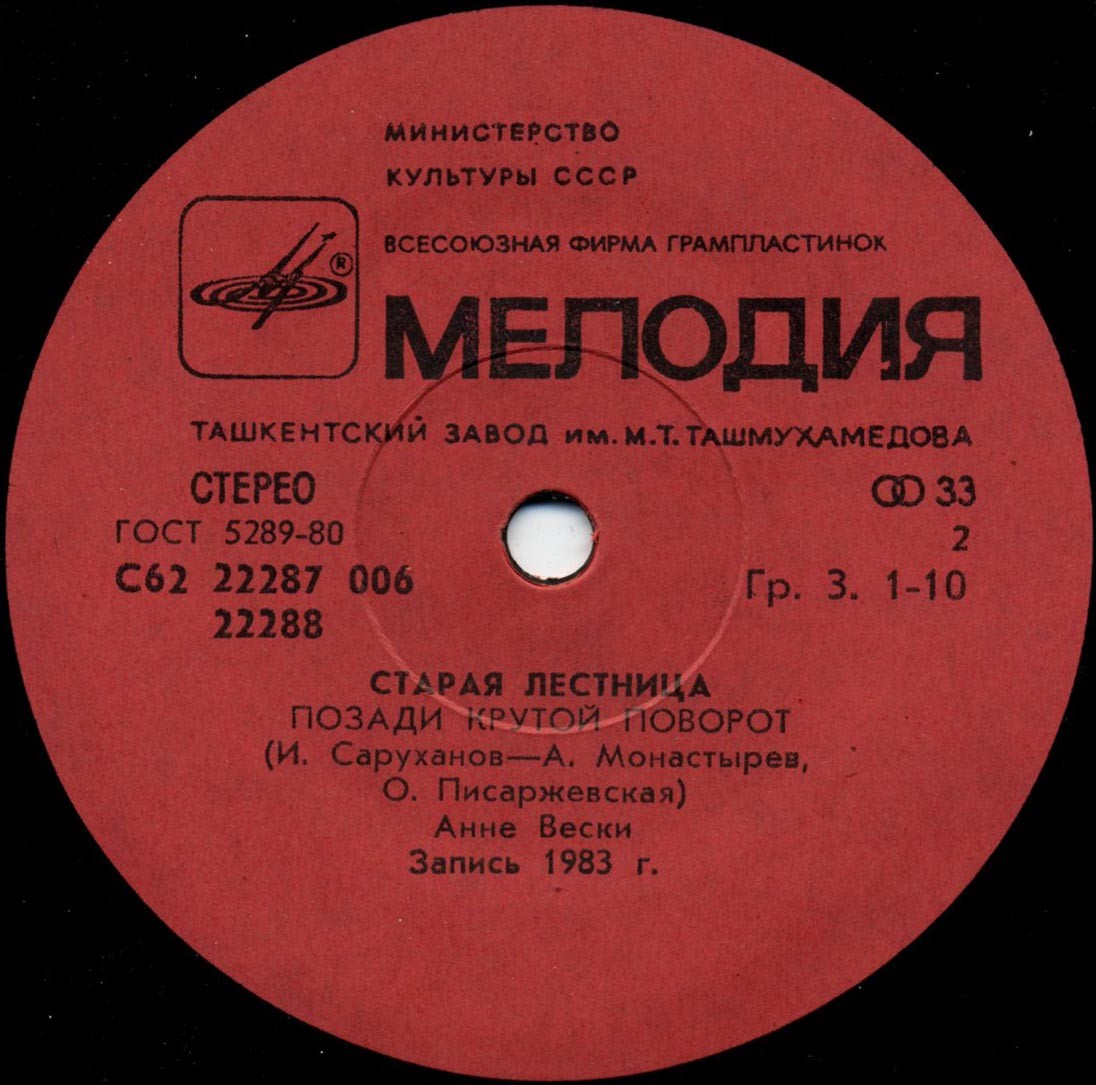 МИНИСТЕРСТВО
КУЛЬТУРЫ СССР
ВСЕСОЮЗНАЯ ФИРМА ГРАМПЛАСТИНОК
®
МЕЛОДИЯ
ТАШКЕНТСКИЙ ЗАВОД им. М.Т. ТАШМУХАМЕДОВА
СТЕРЕО 33
ГОСТ 5289-80 2
С62 22287 006 Гр. 3. 1-10
22288
СТАРАЯ ЛЕСТНИЦА
ПОЗАДИ КРУТОЙ ПОВОРОТ
(И. Саруханов—А. Монастырев,
О. Писаржевская)
Анне Вески
Запись 1983 г.